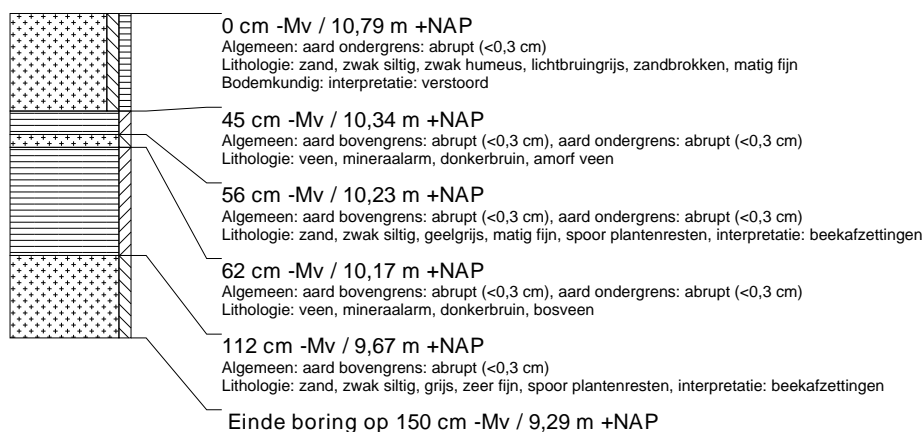 0 cm -Mv / 10,79 m +NAP
Algemeen: aard ondergrens: abrupt (<0,3 cm)
Lithologie: zand, zwak siltig, zwak humeus, lichtbruingrijs, zandbrokken, matig fijn
Bodemkundig: interpretatie: verstoord
45 cm -Mv / 10,34 m +NAP
Algemeen: aard bovengrens: abrupt (<0,3 cm), aard ondergrens: abrupt (<0,3 cm)
Lithologie: veen, mineraalarm, donkerbruin, amorf veen
56 cm -Mv / 10,23 m +NAP
Algemeen: aard bovengrens: abrupt (<0,3 cm), aard ondergrens: abrupt (<0,3 cm)
Lithologie: zand, zwak siltig, geelgrijs, matig fijn, spoor plantenresten, interpretatie: beekafzettingen
62 cm -Mv / 10,17 m +NAP
Algemeen: aard bovengrens: abrupt (<0,3 cm), aard ondergrens: abrupt (<0,3 cm)
Lithologie: veen, mineraalarm, donkerbruin, bosveen
112 cm -Mv / 9,67 m +NAP
Algemeen: aard bovengrens: abrupt (<0,3 cm)
Lithologie: zand, zwak siltig, grijs, zeer fijn, spoor plantenresten, interpretatie: beekafzettingen
Einde boring op 150 cm -Mv / 9,29 m +NAP